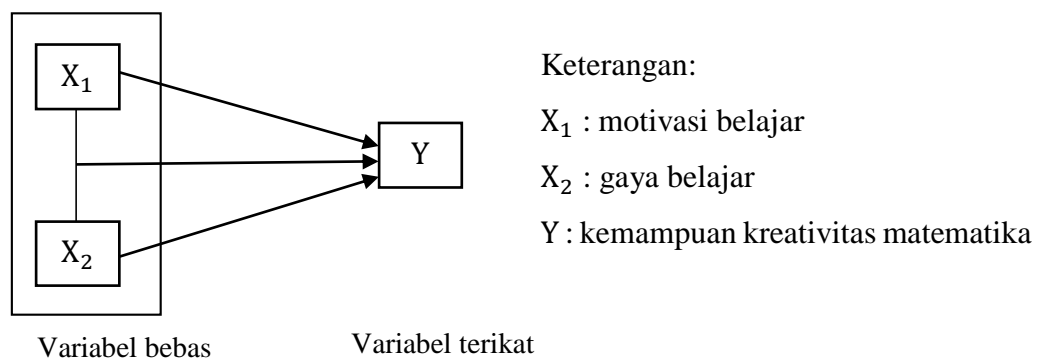 X₁
X₂
Y
Variabel bebas
Variabel terikat
Keterangan:
X₁ : motivasi belajar
X₂ : gaya belajar
Y : kemampuan kreativitas matematika